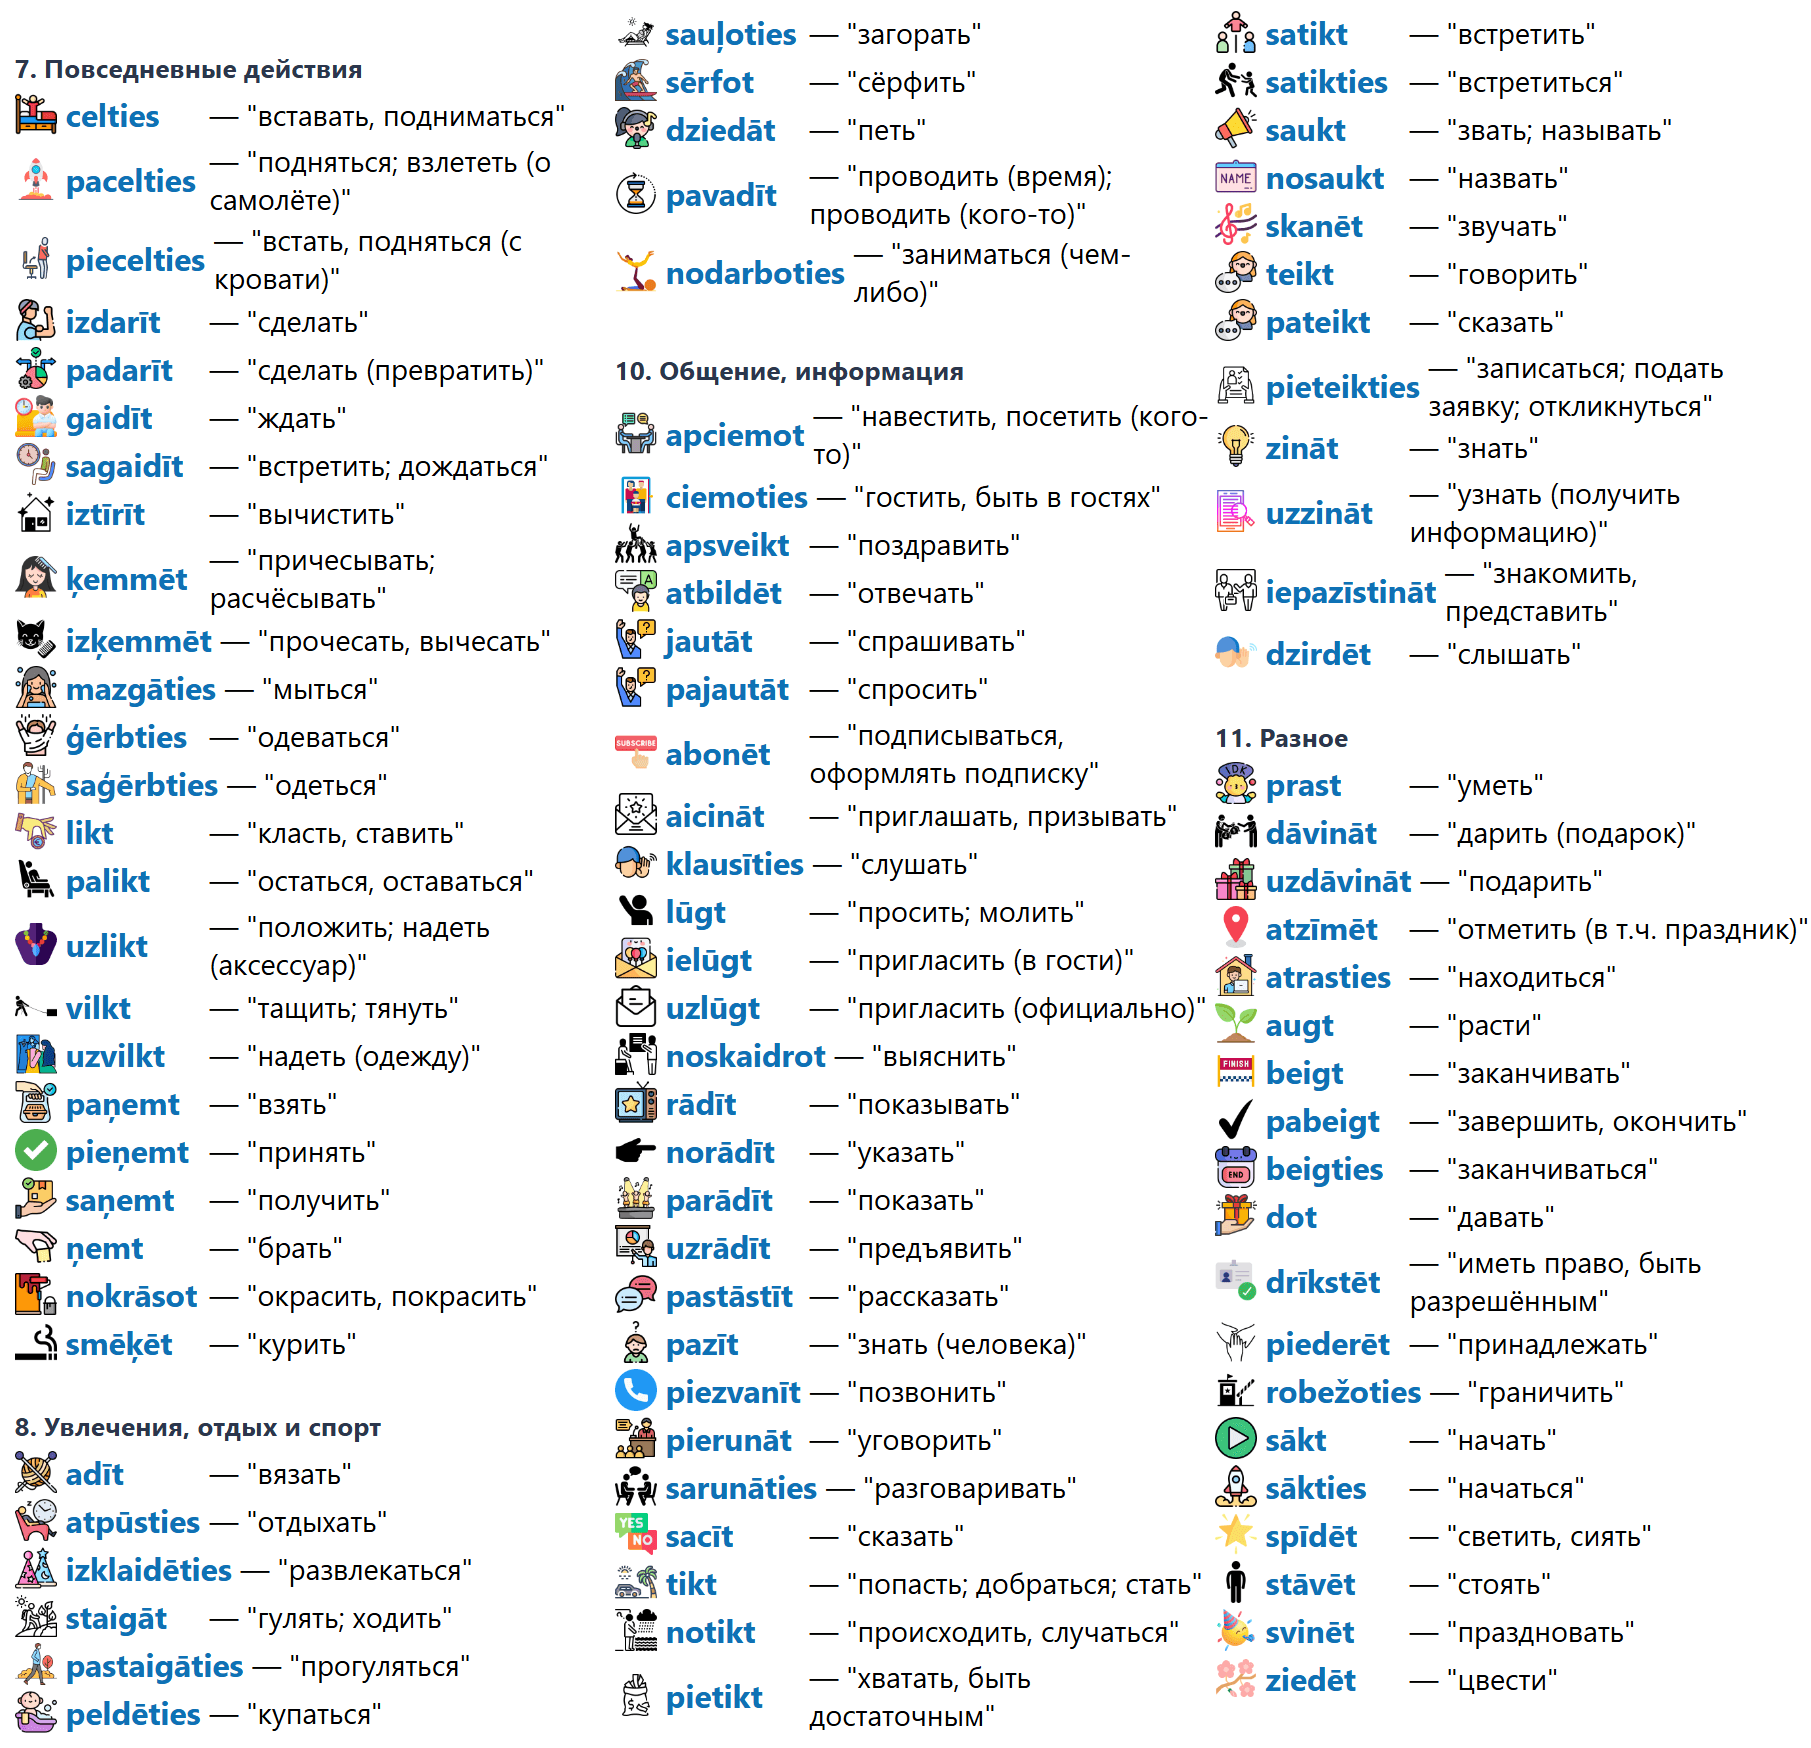 7. Повседневные действия
celties — "вставать, подниматься"
pacelties — "подняться; взлететь (о
самолёте)"
piecelties — "встать, подняться (с
кровати)"
izdarīt — "сделать"
padarīt — "сделать (превратить)"
gaidīt — "ждать"
sagaidīt — "встретить; дождаться"
iztīrīt — "вычистить"
ķemmēt — "причесывать;
расчёсывать"
izķemmēt — "прочесать, вычесать"
mazgāties — "мыться"
ģērbties — "одеваться"
saģērbties — "одеться"
likt — "класть, ставить"
palikt — "остаться, оставаться"
uzlikt — "положить; надеть
(аксессуар)"
vilkt — "тащить; тянуть"
uzvilkt — "надеть (одежду)"
paņemt — "взять"
pieņemt — "принять"
saņemt — "получить"
ņemt — "брать"
nokrāsot — "окрасить, покрасить"
smēķēt — "курить"
8. Увлечения, отдых и спорт
adīt — "вязать"
atpūsties — "отдыхать"
izklaidēties — "развлекаться"
staigāt — "гулять; ходить"
pastaigāties — "прогуляться"
peldēties — "купаться"
sauļoties — "загорать"
sērfot — "сёрфить"
dziedāt — "петь"
pavadīt — "проводить (время);
проводить (кого-то)"
nodarboties — "заниматься (чем-
либо)"
10. Общение, информация
apciemot — "навестить, посетить (кого-
то)"
ciemoties — "гостить, быть в гостях"
apsveikt — "поздравить"
A
atbildēt — "отвечать"
?
jautāt — "спрашивать"
?
pajautāt — "спросить"
SUBSCRIBE
abonēt — "подписываться,
оформлять подписку"
aicināt — "приглашать, призывать"
klausīties — "слушать"
lūgt — "просить; молить"
ielūgt — "пригласить (в гости)"
uzlūgt — "пригласить (официально)"
noskaidrot — "выяснить"
rādīt — "показывать"
norādīt — "указать"
parādīt — "показать"
uzrādīt — "предъявить"
pastāstīt — "рассказать"
?
pazīt — "знать (человека)"
piezvanīt — "позвонить"
pierunāt — "уговорить"
sarunāties — "разговаривать"
YES
NO
sacīt — "сказать"
tikt — "попасть; добраться; стать"
notikt — "происходить, случаться"
$
pietikt — "хватать, быть
достаточным"
satikt — "встретить"
satikties — "встретиться"
saukt — "звать; называть"
NAME
nosaukt — "назвать"
skanēt — "звучать"
teikt — "говорить"
pateikt — "сказать"
pieteikties — "записаться; подать
заявку; откликнуться"
zināt — "знать"
uzzināt — "узнать (получить
информацию)"
iepazīstināt — "знакомить,
представить"
dzirdēt — "слышать"
11. Разное
IDK
prast — "уметь"
dāvināt — "дарить (подарок)"
uzdāvināt — "подарить"
atzīmēt — "отметить (в т.ч. праздник)"
atrasties — "находиться"
augt — "расти"
FINISH
beigt — "заканчивать"
pabeigt — "завершить, окончить"
END
beigties — "заканчиваться"
dot — "давать"
drīkstēt — "иметь право, быть
разрешённым"
piederēt — "принадлежать"
robežoties — "граничить"
sākt — "начать"
sākties — "начаться"
spīdēt — "светить, сиять"
stāvēt — "стоять"
svinēt — "праздновать"
ziedēt — "цвести"